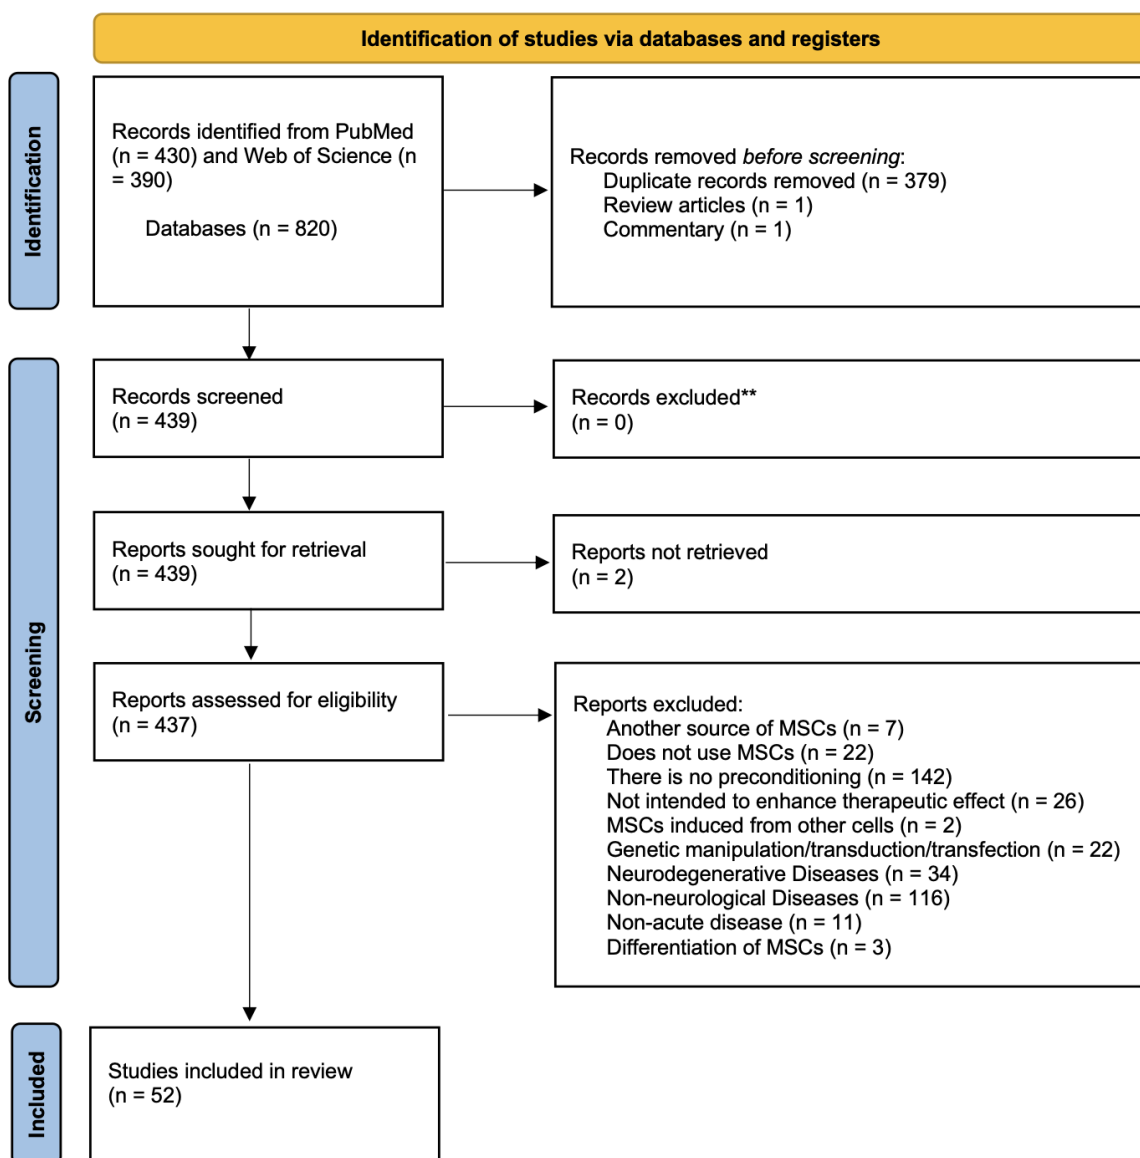 Identification of studies via databases and registers
Identification
Records identified from PubMed
(n = 430) and Web of Science (n
= 390)
Databases (n = 820)
Records removed before screening:
Duplicate records removed (n = 379)
Review articles (n = 1)
Commentary (n = 1)
Screening
Records screened
(n = 439)
Records excluded**
(n = 0)
Reports sought for retrieval
(n = 439)
Reports not retrieved
(n = 2)
Reports assessed for eligibility
(n = 437)
Reports excluded:
Another source of MSCs (n = 7)
Does not use MSCs (n = 22)
There is no preconditioning (n = 142)
Not intended to enhance therapeutic effect (n = 26)
MSCs induced from other cells (n = 2)
Genetic manipulation/transduction/transfection (n = 22)
Neurodegenerative Diseases (n = 34)
Non-neurological Diseases (n = 116)
Non-acute disease (n = 11)
Differentiation of MSCs (n = 3)
Included
Studies included in review
(n = 52)